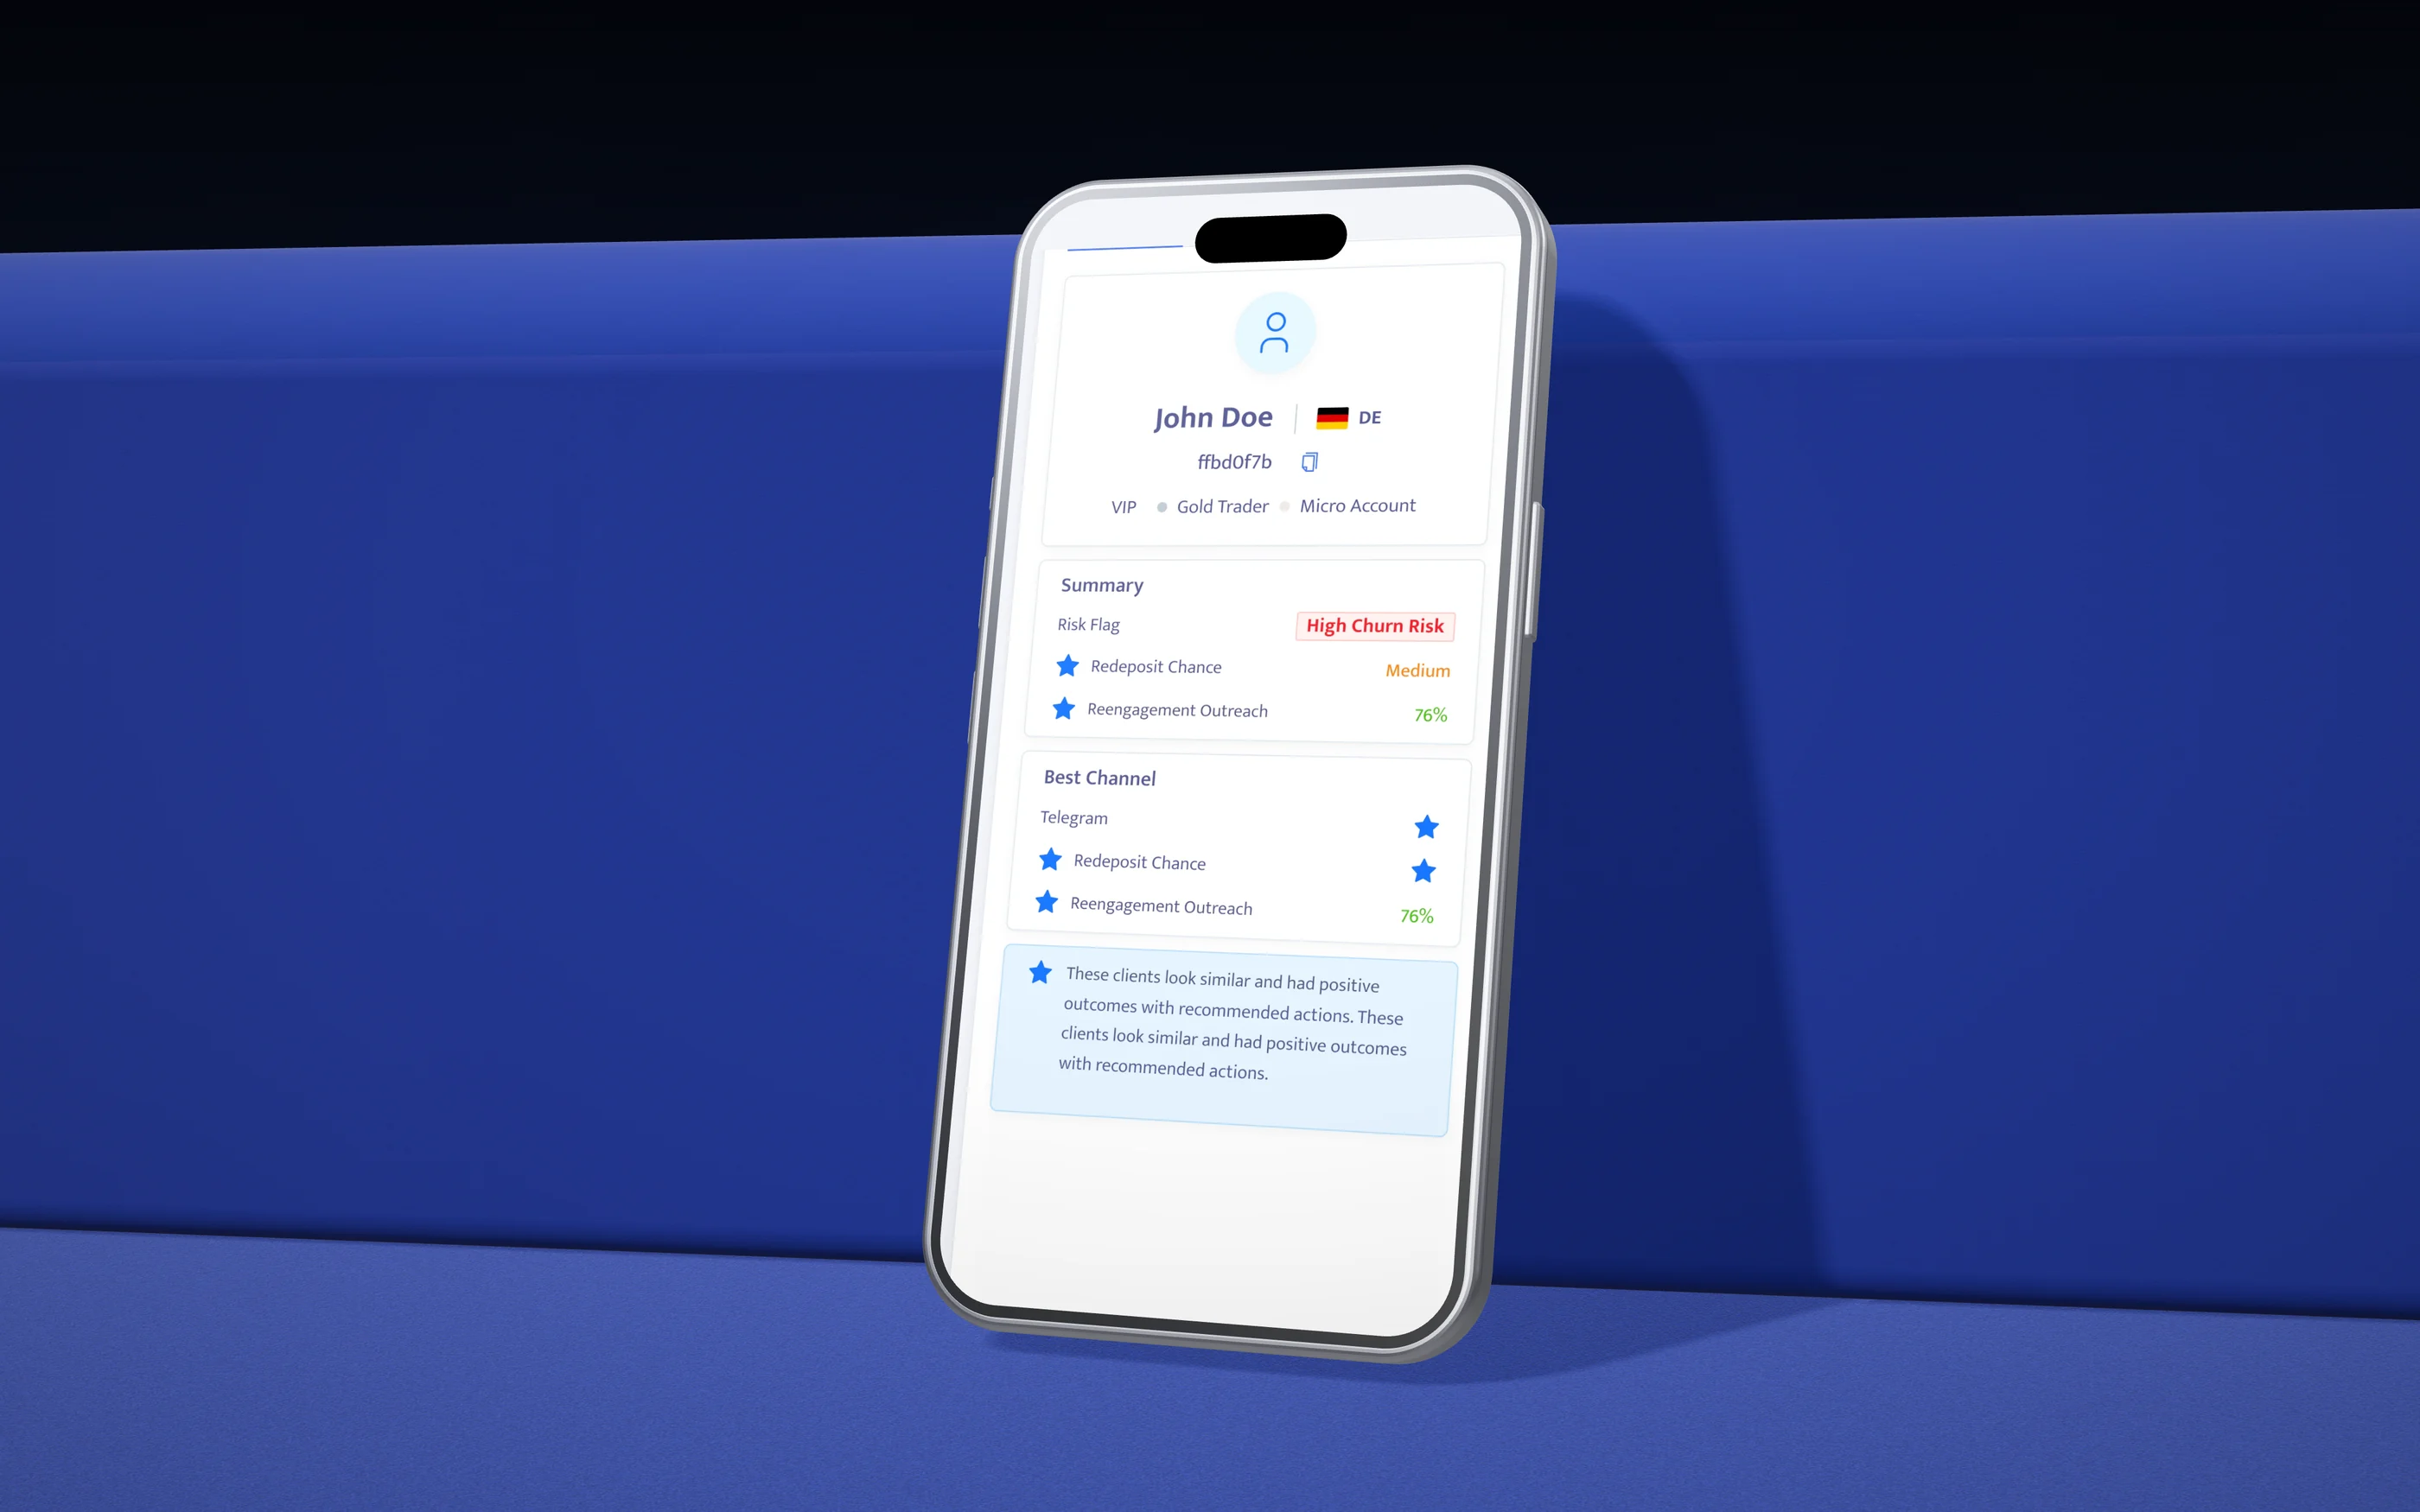 John Doe | DE
ffbd0f7b
VIP Gold Trader Micro Account
Summary
Risk Flag High Churn Risk
Redeposit Chance Medium
Reengagement Outreach 76%
Best Channel
Telegram
Redeposit Chance
Reengagement Outreach 76%
These clients look similar and had positive
outcomes with recommended actions. These
clients look similar and had positive outcomes
with recommended actions.